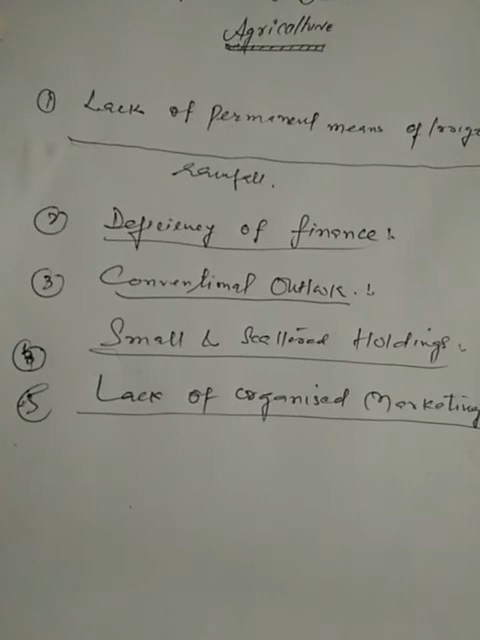 Agriculture
① Lack of permanent means of Irrig
rainfall.
② Deficiency of finance :
③ Conventional Outlook . :
④ Small & Scattered Holdings :
⑤ Lack of organised Marketing